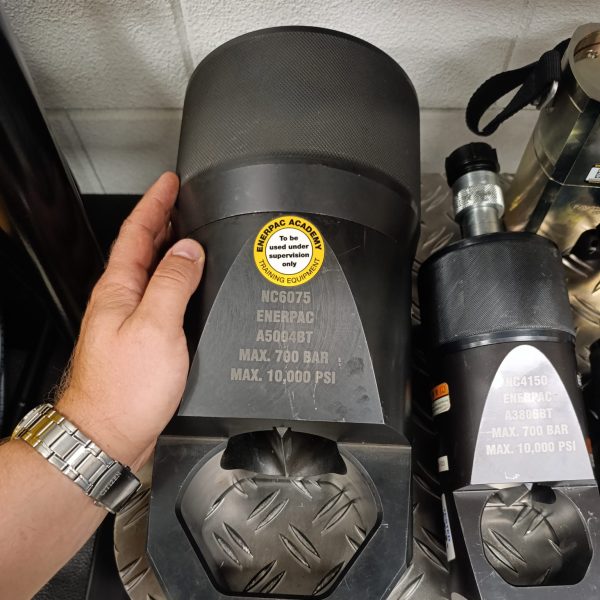 ENERPAC ACADEMY
To be
used under
supervision
only
TRAINING EQUIPMENT
NC6075
ENERPAC
A5004BT
MAX. 700 BAR
MAX. 10,000 PSI
NC4150
ENERPAC
MAX. 700 BAR
MAX. 10,000 PSI